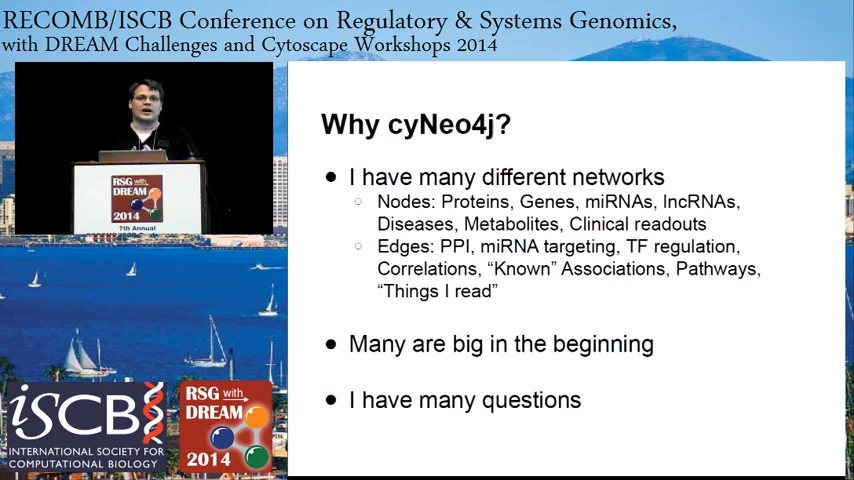 RECOMB/ISCB Conference on Regulatory & Systems Genomics,
with DREAM Challenges and Cytoscape Workshops 2014
RSG with
DREAM
2014
7th Annual
Why cyNeo4j?
I have many different networks
Nodes: Proteins, Genes, miRNAs, lncRNAs,
Diseases, Metabolites, Clinical readouts
Edges: PPI, miRNA targeting, TF regulation,
Correlations, “Known” Associations, Pathways,
“Things I read”
Many are big in the beginning
I have many questions
iSCB
INTERNATIONAL SOCIETY FOR
COMPUTATIONAL BIOLOGY
RSG with
DREAM
2014